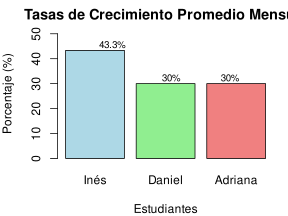 Tasas de Crecimiento Promedio
50
40
30
20
10
0
Porcentaje (%)
43.3%
30%
30%
Inés
Daniel
Adriana
Estudiantes